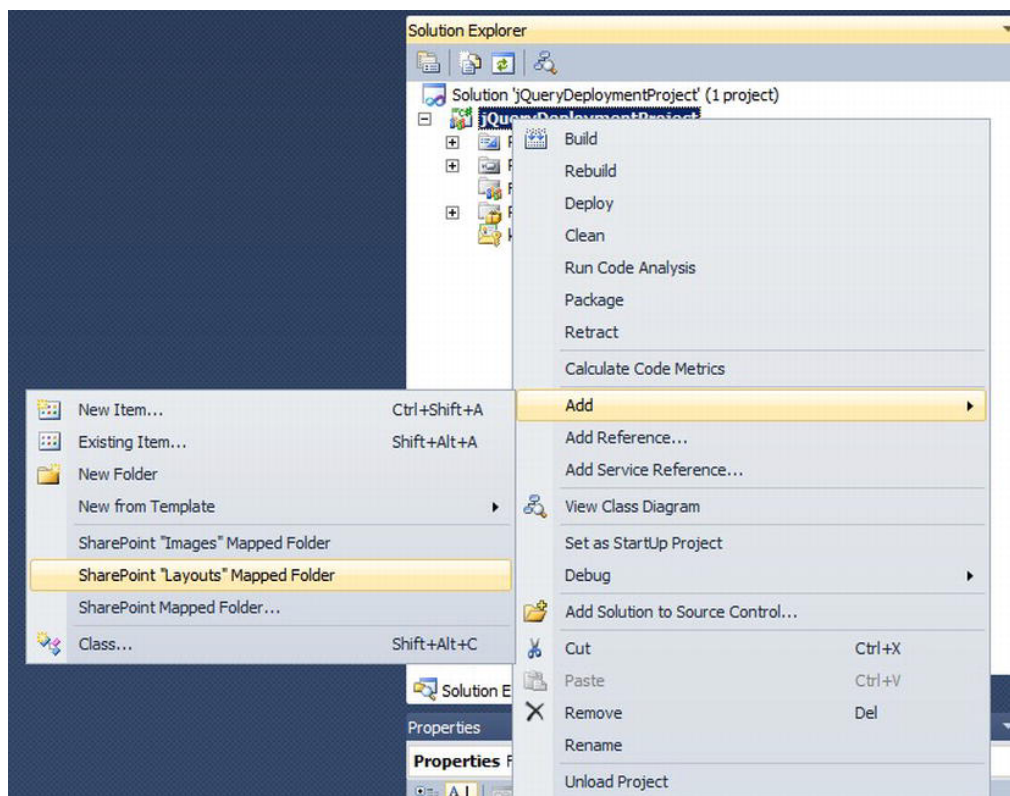 Solution Explorer
Solution 'jQueryDeploymentProject' (1 project)
jQueryDeploymentProject
Build
Rebuild
Deploy
Clean
Run Code Analysis
Package
Retract
Calculate Code Metrics
Add
Add Reference...
Add Service Reference...
View Class Diagram
Set as StartUp Project
Debug
Add Solution to Source Control...
Cut Ctrl+X
Paste Ctrl+V
Remove Del
Rename
Unload Project
New Item... Ctrl+Shift+A
Existing Item... Shift+Alt+A
New Folder
New from Template
SharePoint "Images" Mapped Folder
SharePoint "Layouts" Mapped Folder
SharePoint Mapped Folder...
Class... Shift+Alt+C
Solution E
Properties
Properties F